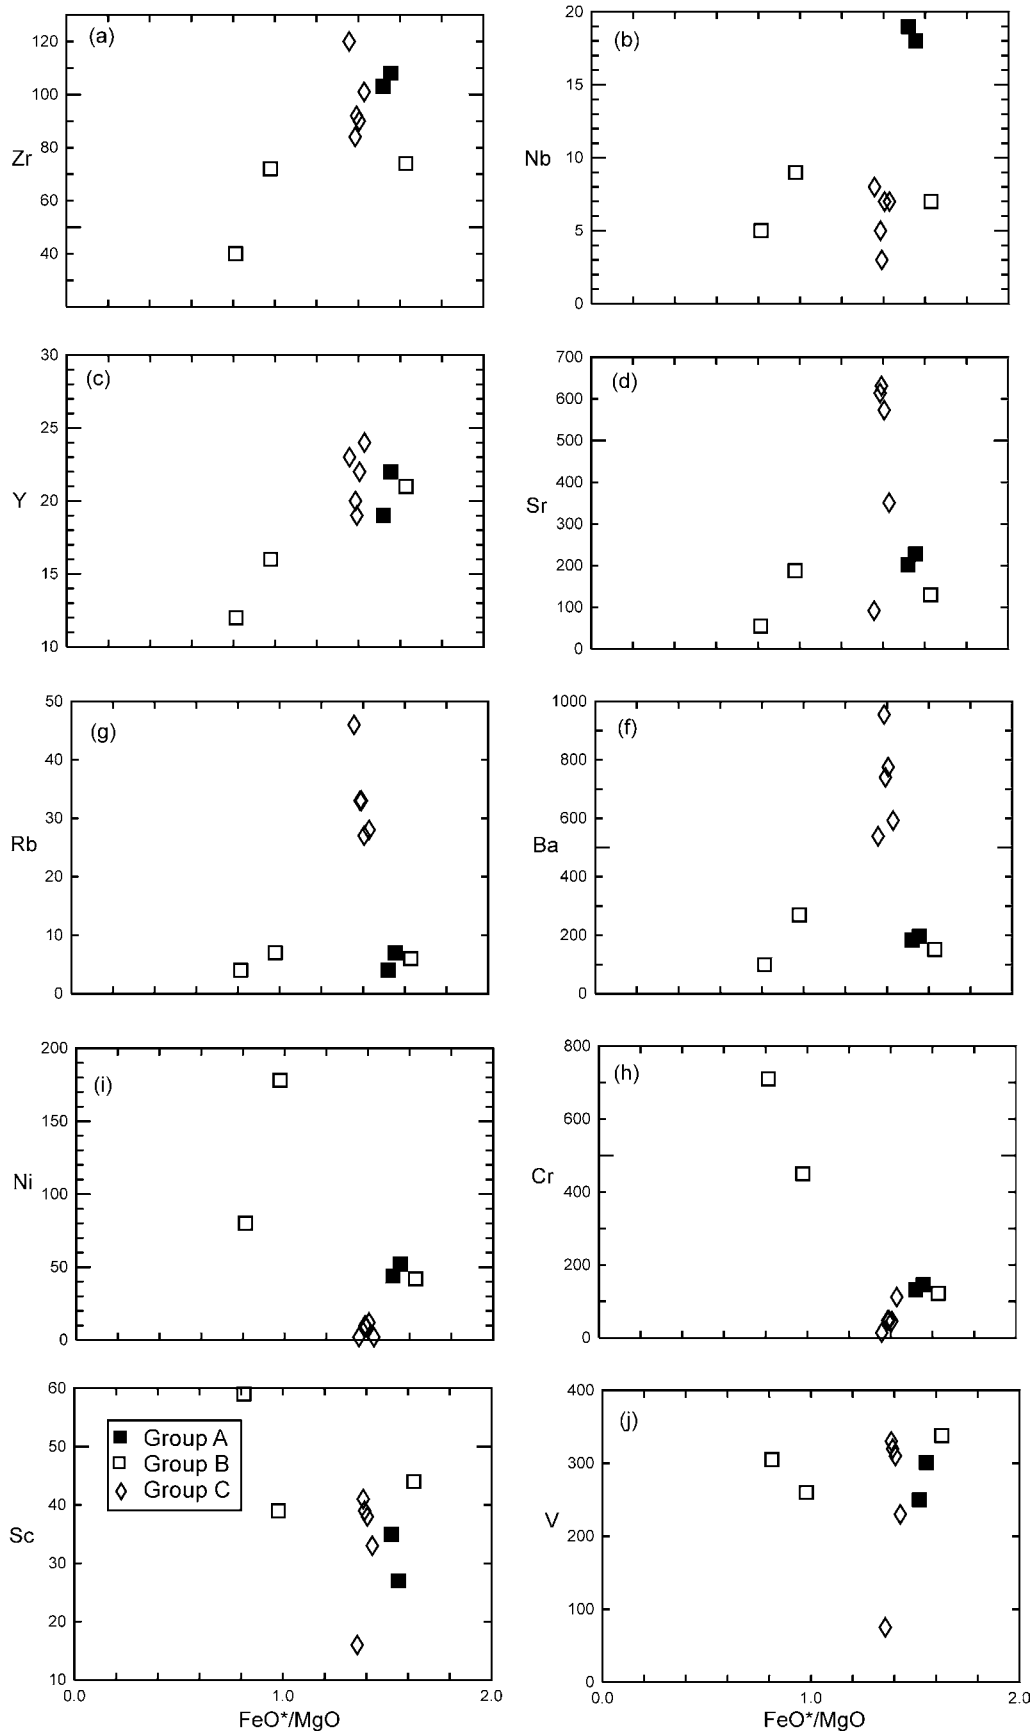 (a)
120
100
80
60
40
Zr
(b)
20
15
10
5
0
Nb
(c)
30
25
20
15
10
Y
(d)
700
600
500
400
300
200
100
0
Sr
(g)
50
40
30
20
10
0
Rb
(f)
1000
800
600
400
200
0
Ba
(i)
200
150
100
50
0
Ni
(h)
800
600
400
200
0
Cr
60
50
40
30
20
10
Sc
Group A
Group B
Group C
0.0 1.0 2.0
FeO*/MgO
(j)
400
300
200
100
0
V
0.0 1.0 2.0
FeO*/MgO